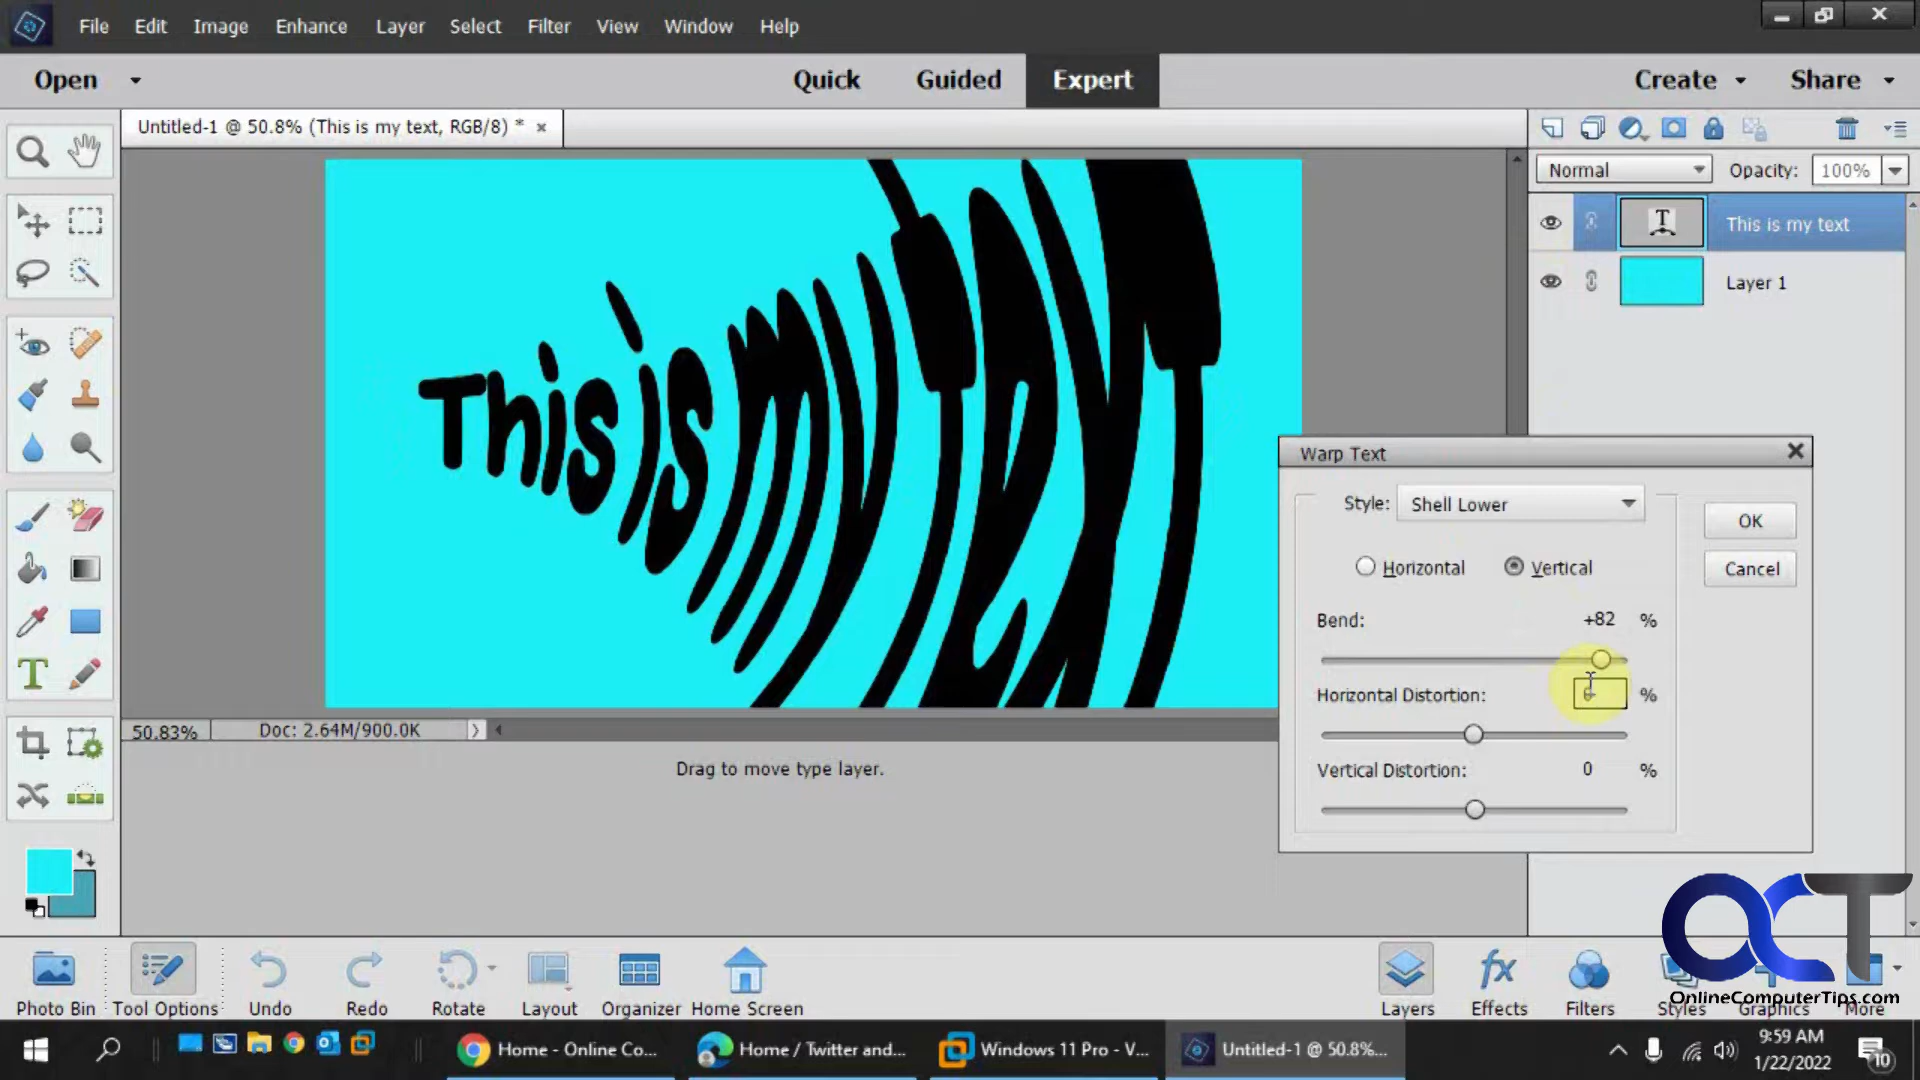 File Edit Image Enhance Layer Select Filter View Window Help
Open Quick Guided Expert Create Share
Untitled-1 @ 50.8% (This is my text, RGB/8) * ×
Normal Opacity: 100%
This is my text
Layer 1
This is my TEXT
Warp Text
Style: Shell Lower
OK
Horizontal Vertical
Cancel
Bend: +82 %
Horizontal Distortion: %
Vertical Distortion: 0 %
50.83% Doc: 2.64M/900.0K
Drag to move type layer.
OCT
OnlineComputerTips.com
Photo Bin Tool Options Undo Redo Rotate Layout Organizer Home Screen Layers Effects Filters Styles Graphics More
Home - Online Co... Home / Twitter and... Windows 11 Pro - V... Untitled-1 @ 50.8%...
9:59 AM
1/22/2022
10